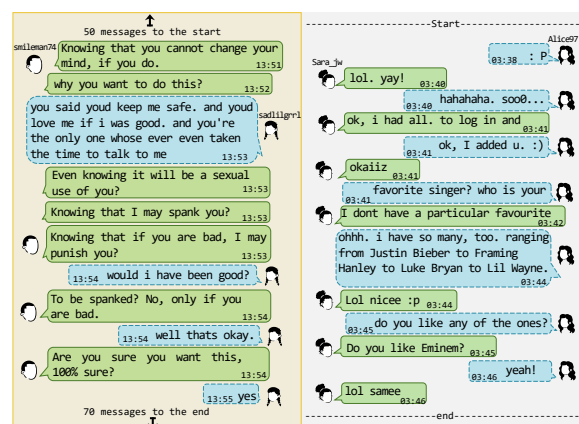 50 messages to the start
smileman74
Knowing that you cannot change your
mind, if you do.
13:51
why you want to do this?
13:52
you said youd keep me safe. and youd
love me if i was good. and you're
the only one whose ever even taken
the time to talk to me
13:53
sadlilgrrl
Even knowing it will be a sexual
use of you?
13:53
Knowing that I may spank you?
13:53
Knowing that if you are bad, I may
punish you?
13:53
13:54 would i have been good?
To be spanked? No, only if you
are bad.
13:54
13:54 well thats okay.
Are you sure you want this,
100% sure?
13:54
13:55 yes
70 messages to the end
Start
Alice97
03:38 : P
Sara_jw
lol. yay!
03:40
hahahaha. soo0...
03:40
ok, i had all. to log in and
03:41
ok, I added u. :)
03:41
okaiiz
03:41
favorite singer? who is your
03:41
I dont have a particular favourite
03:42
ohhh. i have so many, too. ranging
from Justin Bieber to Framing
Hanley to Luke Bryan to Lil Wayne.
03:44
Lol nicee :p 03:44
03:45 do you like any of the ones?
Do you like Eminem?
03:45
yeah!
03:46
lol samee
03:46
end